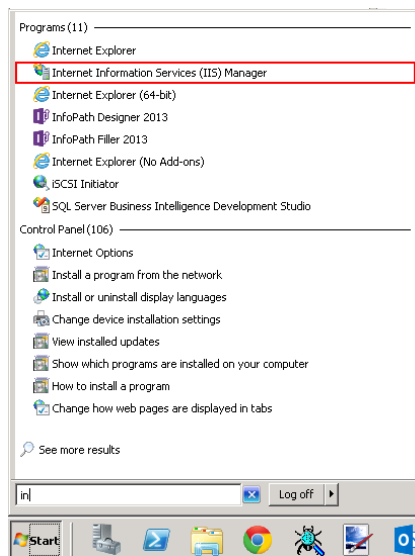 Programs (11)
Internet Explorer
Internet Information Services (IIS) Manager
Internet Explorer (64-bit)
InfoPath Designer 2013
InfoPath Filler 2013
Internet Explorer (No Add-ons)
iSCSI Initiator
SQL Server Business Intelligence Development Studio
Control Panel (106)
Internet Options
Install a program from the network
Install or uninstall display languages
Change device installation settings
View installed updates
Show which programs are installed on your computer
How to install a program
Change how web pages are displayed in tabs
See more results
in
Log off
Start